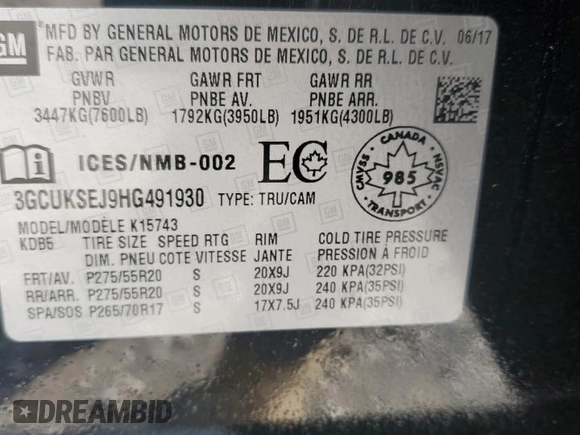 GM
MFD BY GENERAL MOTORS DE MEXICO, S. DE R.L. DE C.V. 06/17
FAB. PAR GENERAL MOTORS DE MEXICO, S. DE R.L. DE C.V.
GVWR GAWR FRT GAWR RR
PNBV PNBE AV. PNBE ARR.
3447KG(7600LB) 1792KG(3950LB) 1951KG(4300LB)
ICES/NMB-002 EC
CANADA
CMVSS 985 NSVAC
3GCUKSEJ9HG491930 TYPE: TRU/CAM
MODEL/MODÈLE K15743
KDB5 TIRE SIZE SPEED RTG RIM COLD TIRE PRESSURE
DIM. PNEU COTE VITESSE JANTE PRESSION À FROID
FRT/AV. P275/55R20 S 20X9J 220 KPA(32PSI)
RR/ARR. P275/55R20 S 20X9J 240 KPA(35PSI)
SPA/SOS P265/70R17 S 17X7.5J 240 KPA(35PSI)
DREAMBID